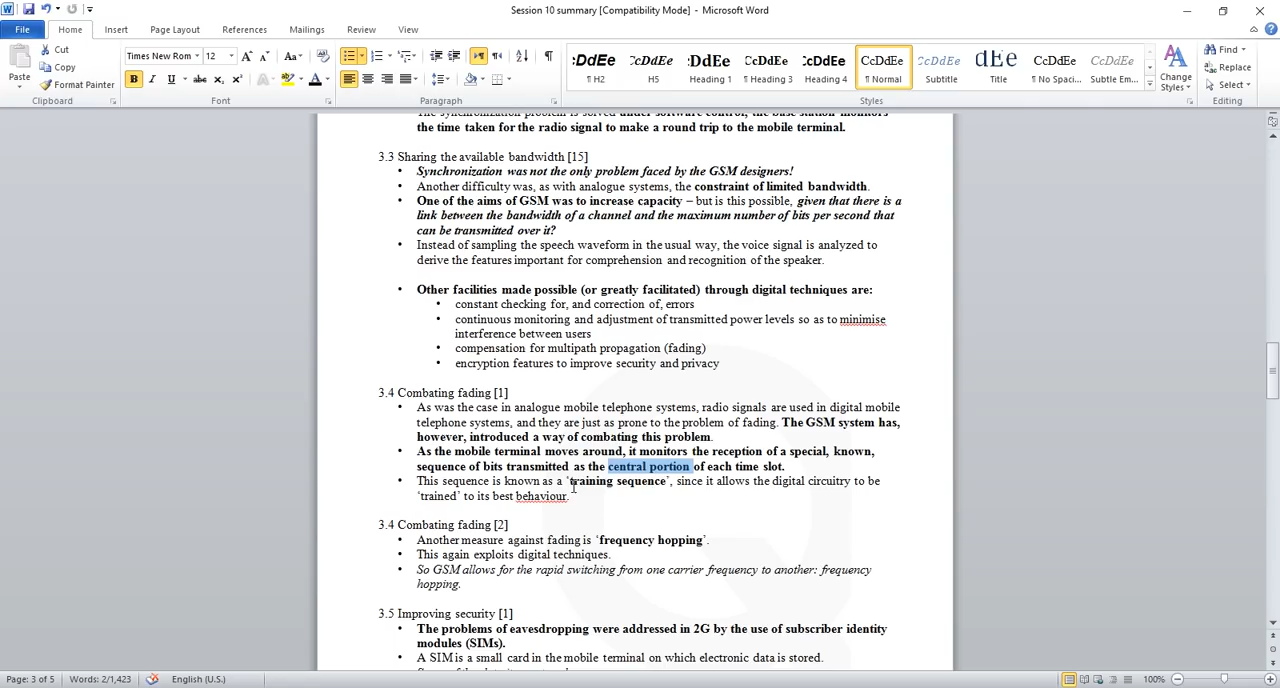 Session 10 summary [Compatibility Mode] - Microsoft Word
File Home Insert Page Layout References Mailings Review View
Paste
Cut
Copy
Format Painter
Clipboard
Times New Rom 12
Font
Paragraph
CcDdEe
¶ H2
CcDdEe
H5
CcDdEe
Heading 1
CcDdEe
¶ Heading 3
CcDdEe
Heading 4
CcDdEe
¶ Normal
CcDdEe
Subtitle
dEe
Title
CcDdEe
¶ No Spaci...
CcDdEe
Subtle Em...
Change Styles
Styles
Find
Replace
Select
Editing
The synchronization problem is solved under software control, the base station monitors
the time taken for the radio signal to make a round trip to the mobile terminal.
3.3 Sharing the available bandwidth [15]
• Synchronization was not the only problem faced by the GSM designers!
• Another difficulty was, as with analogue systems, the constraint of limited bandwidth.
• One of the aims of GSM was to increase capacity – but is this possible, given that there is a
link between the bandwidth of a channel and the maximum number of bits per second that
can be transmitted over it?
• Instead of sampling the speech waveform in the usual way, the voice signal is analyzed to
derive the features important for comprehension and recognition of the speaker.
• Other facilities made possible (or greatly facilitated) through digital techniques are:
• constant checking for, and correction of, errors
• continuous monitoring and adjustment of transmitted power levels so as to minimise
interference between users
• compensation for multipath propagation (fading)
• encryption features to improve security and privacy
3.4 Combating fading [1]
• As was the case in analogue mobile telephone systems, radio signals are used in digital mobile
telephone systems, and they are just as prone to the problem of fading. The GSM system has,
however, introduced a way of combating this problem.
• As the mobile terminal moves around, it monitors the reception of a special, known,
sequence of bits transmitted as the central portion of each time slot.
• This sequence is known as a ‘training sequence’, since it allows the digital circuitry to be
‘trained’ to its best behaviour.
3.4 Combating fading [2]
• Another measure against fading is ‘frequency hopping’.
• This again exploits digital techniques.
• So GSM allows for the rapid switching from one carrier frequency to another: frequency
hopping.
3.5 Improving security [1]
• The problems of eavesdropping were addressed in 2G by the use of subscriber identity
modules (SIMs).
• A SIM is a small card in the mobile terminal on which electronic data is stored.
Page: 3 of 5 Words: 2/1,423 English (U.S.) 100%